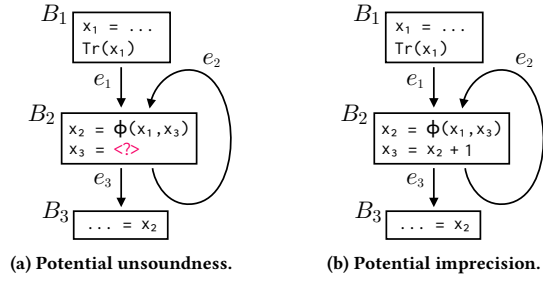 B1
x1 = ...
Tr(x1)
e1
e2
B2
x2 = Φ(x1,x3)
x3 = <?>
e3
B3
... = x2
(a) Potential unsoundness.
B1
x1 = ...
Tr(x1)
e1
e2
B2
x2 = Φ(x1,x3)
x3 = x2 + 1
e3
B3
... = x2
(b) Potential imprecision.